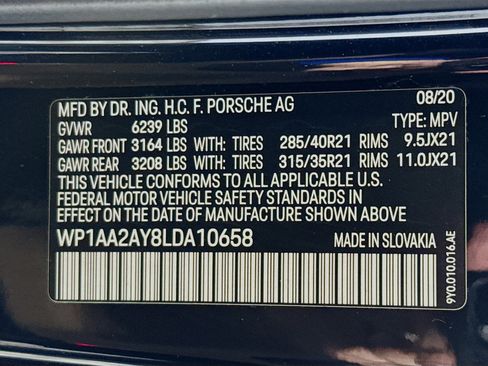 MFD BY DR. ING. H.C. F. PORSCHE AG 08/20
GVWR 6239 LBS TYPE: MPV
GAWR FRONT 3164 LBS WITH TIRES 285/40R21 RIMS 9.5JX21
GAWR REAR 3208 LBS WITH TIRES 315/35R21 RIMS 11.0JX21
THIS VEHICLE CONFORMS TO ALL APPLICABLE U.S.
FEDERAL MOTOR VEHICLE SAFETY STANDARDS IN
EFFECT ON THE DATE OF MANUFACTURE SHOWN ABOVE
WP1AA2AY8LDA10658 MADE IN SLOVAKIA
9Y0.010.016.AE